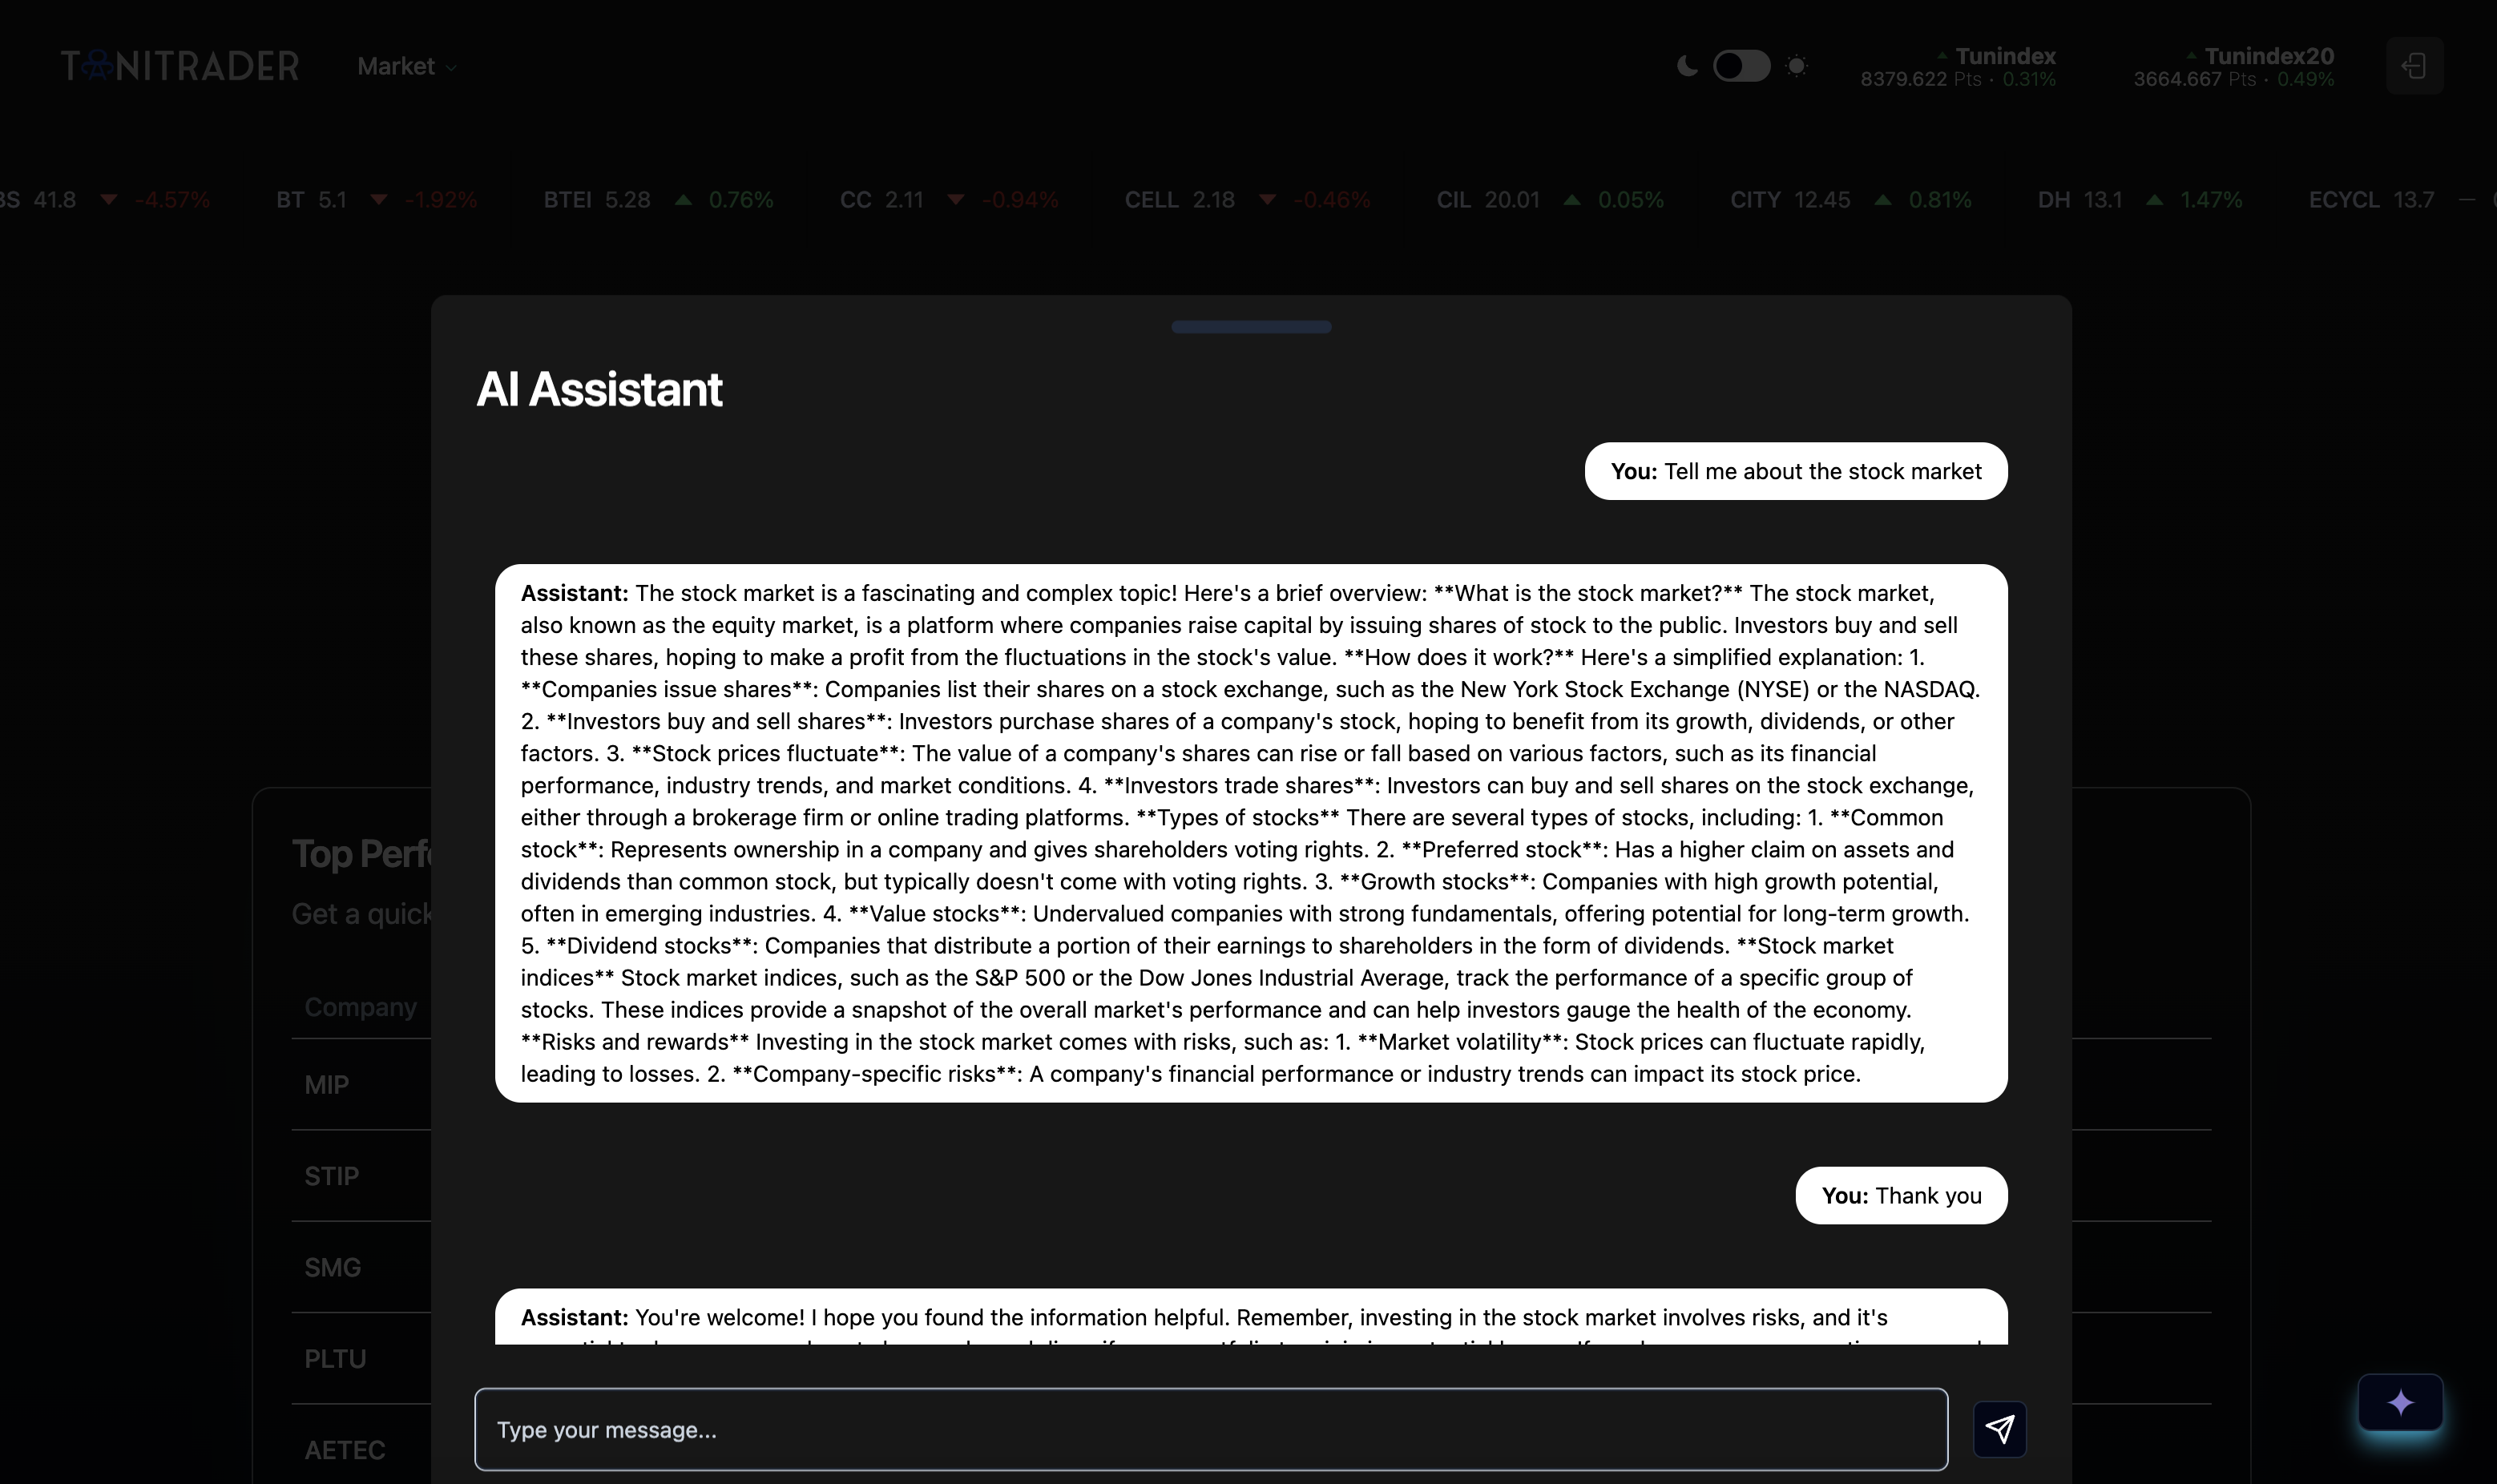 TUNITRADER
Market
Tunindex
8379.622 Pts • 0.31%
Tunindex20
3664.667 Pts • 0.49%
BS 41.8 -4.57% BT 5.1 -1.92% BTEI 5.28 0.76% CC 2.11 -0.94% CELL 2.18 -0.46% CIL 20.01 0.05% CITY 12.45 0.81% DH 13.1 1.47% ECYCL 13.7
AI Assistant
You: Tell me about the stock market
Assistant: The stock market is a fascinating and complex topic! Here's a brief overview: **What is the stock market?** The stock market,
also known as the equity market, is a platform where companies raise capital by issuing shares of stock to the public. Investors buy and sell
these shares, hoping to make a profit from the fluctuations in the stock's value. **How does it work?** Here's a simplified explanation: 1.
**Companies issue shares**: Companies list their shares on a stock exchange, such as the New York Stock Exchange (NYSE) or the NASDAQ.
2. **Investors buy and sell shares**: Investors purchase shares of a company's stock, hoping to benefit from its growth, dividends, or other
factors. 3. **Stock prices fluctuate**: The value of a company's shares can rise or fall based on various factors, such as its financial
performance, industry trends, and market conditions. 4. **Investors trade shares**: Investors can buy and sell shares on the stock exchange,
either through a brokerage firm or online trading platforms. **Types of stocks** There are several types of stocks, including: 1. **Common
stock**: Represents ownership in a company and gives shareholders voting rights. 2. **Preferred stock**: Has a higher claim on assets and
dividends than common stock, but typically doesn't come with voting rights. 3. **Growth stocks**: Companies with high growth potential,
often in emerging industries. 4. **Value stocks**: Undervalued companies with strong fundamentals, offering potential for long-term growth.
5. **Dividend stocks**: Companies that distribute a portion of their earnings to shareholders in the form of dividends. **Stock market
indices** Stock market indices, such as the S&P 500 or the Dow Jones Industrial Average, track the performance of a specific group of
stocks. These indices provide a snapshot of the overall market's performance and can help investors gauge the health of the economy.
**Risks and rewards** Investing in the stock market comes with risks, such as: 1. **Market volatility**: Stock prices can fluctuate rapidly,
leading to losses. 2. **Company-specific risks**: A company's financial performance or industry trends can impact its stock price.
You: Thank you
Assistant: You're welcome! I hope you found the information helpful. Remember, investing in the stock market involves risks, and it's
Type your message...
Top Perfo
Get a quick
Company
MIP
STIP
SMG
PLTU
AETEC